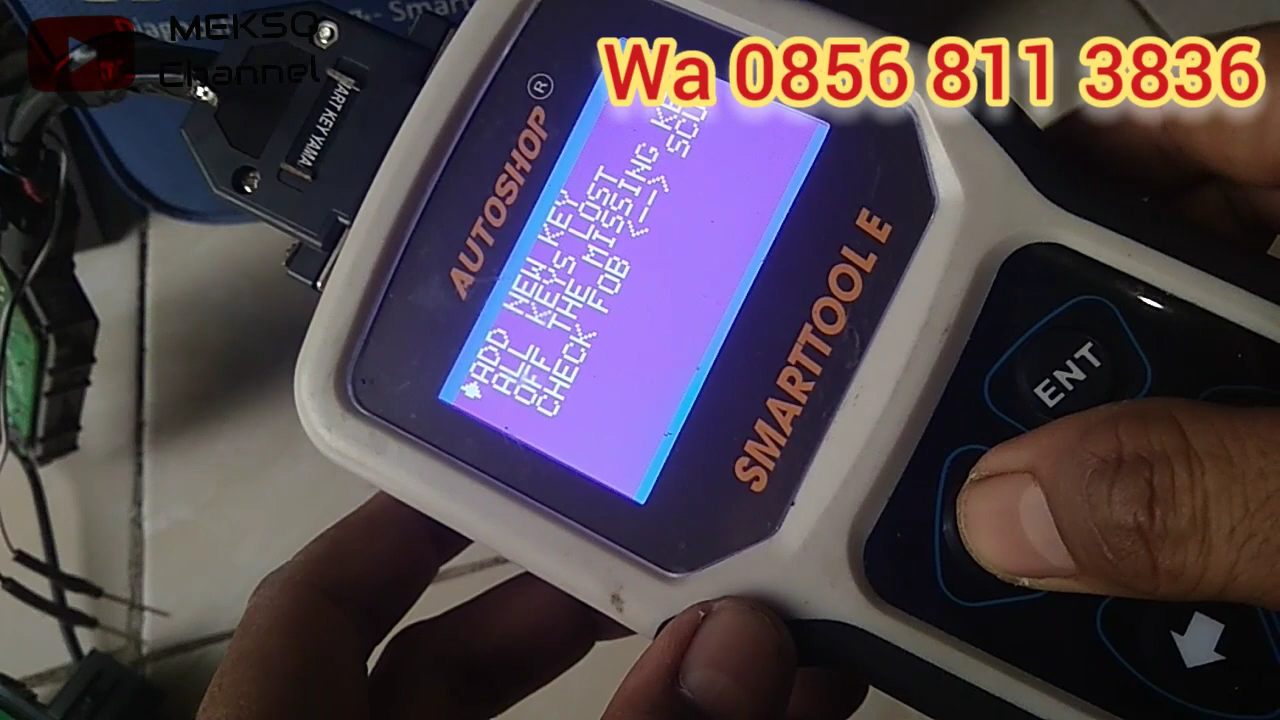 MEKSO
Channel
Wa 0856 811 3836
AUTOSHOP ®
ADD NEW KEY
ALL KEYS LOST
OFF THE MISSING
CHECK FOB <-->
SMARTTOOL E
ENT